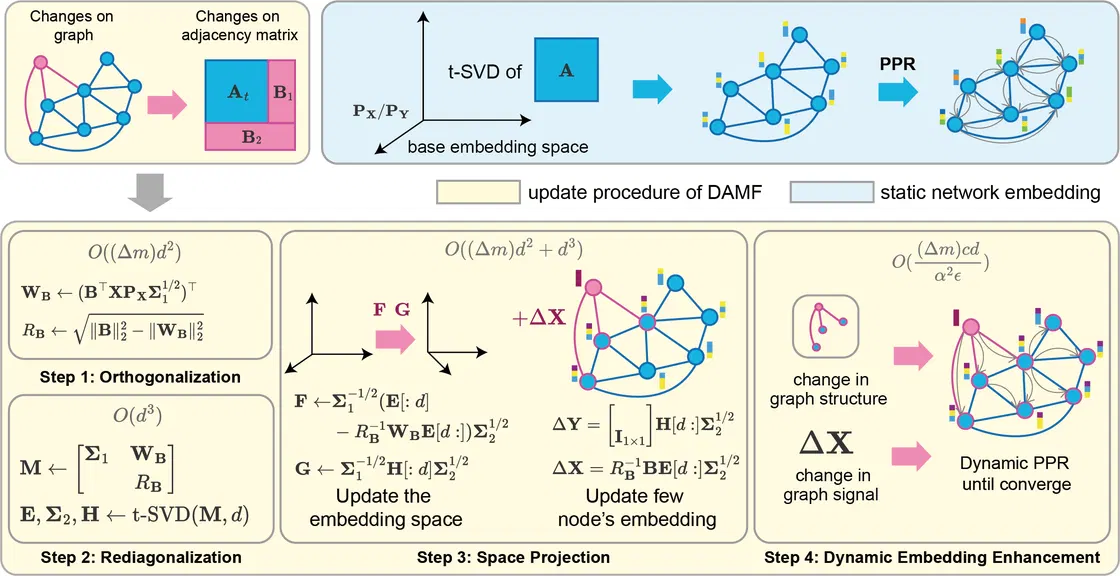 Changes on
graph
Changes on
adjacency matrix
A_t
B_1
B_2
P_X/P_Y
t-SVD of
A
base embedding space
PPR
update procedure of DAMF
static network embedding
O((Δm)d^2)
W_B ← (B^⊤XP_XΣ_1^{1/2})^⊤
R_B ← √(‖B‖_2^2 − ‖W_B‖_2^2)
Step 1: Orthogonalization
O(d^3)
M ← [Σ_1 W_B
R_B]
E, Σ_2, H ← t-SVD(M, d)
Step 2: Rediagonalization
O((Δm)d^2 + d^3)
F G
F ←Σ_1^{-1/2}(E[: d]
− R_B^{-1}W_BE[d :])Σ_2^{1/2}
G ← Σ_1^{-1/2}H[: d]Σ_2^{1/2}
Update the
embedding space
+ΔX
ΔY = [I_{1×1}]H[d :]Σ_2^{1/2}
ΔX = R_B^{-1}BE[d :]Σ_2^{1/2}
Update few
node's embedding
Step 3: Space Projection
O((Δm)cd/α^2ϵ)
change in
graph structure
ΔX
change in
graph signal
Dynamic PPR
until converge
Step 4: Dynamic Embedding Enhancement